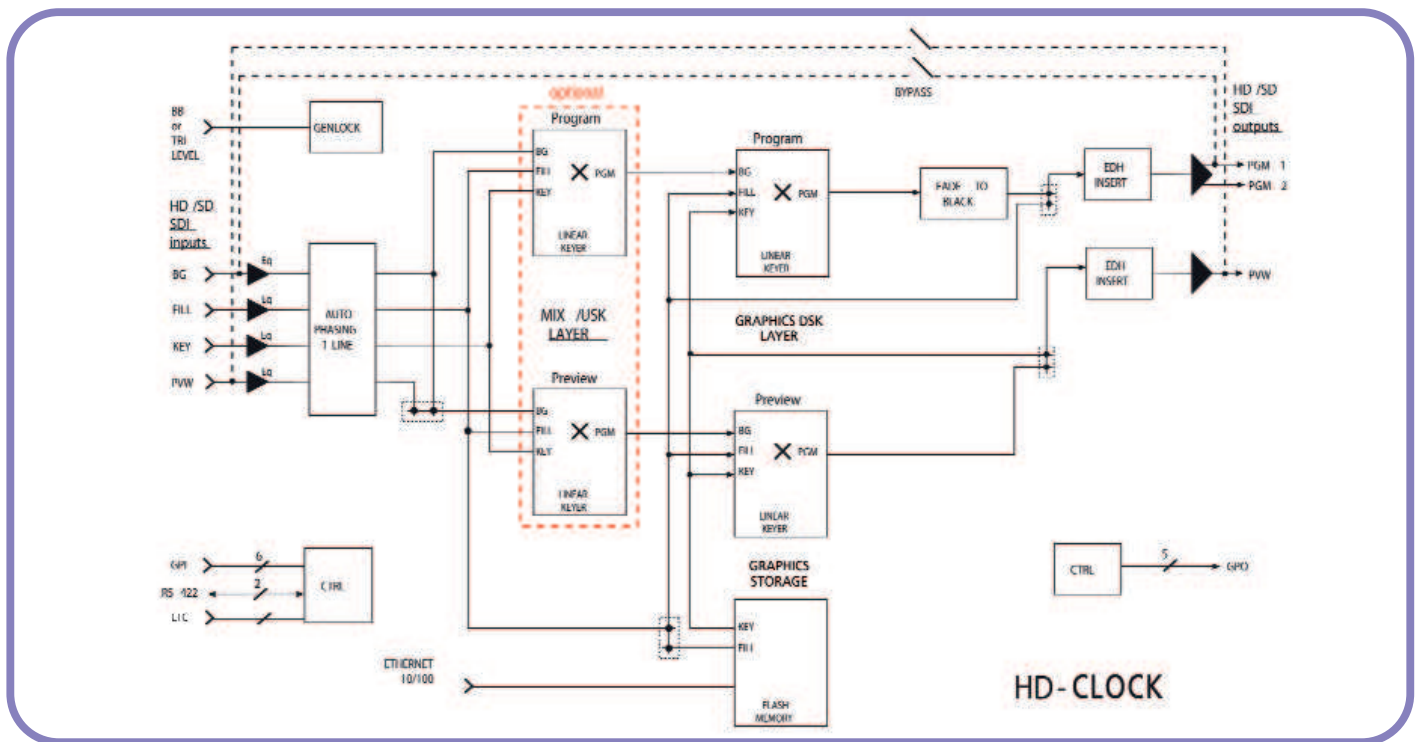 optional
BYPASS
HD /SD
SDI
outputs
BB
or
TRI
LEVEL
GENLOCK
Program
BG
FILL
KEY
PGM
LINEAR
KEYER
Program
BG
FILL
KEY
PGM
LINEAR
KEYER
FADE TO
BLACK
EDH
INSERT
PGM 1
PGM 2
HD /SD
SDI
inputs
BG
FILL
KEY
PVW
Eq
Eq
Eq
Eq
AUTO
PHASING
1 LINE
MIX /USK
LAYER
GRAPHICS DSK
LAYER
EDH
INSERT
PVW
Preview
BG
FILL
KEY
PGM
LINEAR
KEYER
Preview
BG
FILL
KEY
PGM
LINEAR
KEYER
GPI
6
RS 422
2
LTC
CTRL
GRAPHICS
STORAGE
KEY
FILL
FLASH
MEMORY
ETHERNET
10/100
CTRL
5
GPO
HD-CLOCK